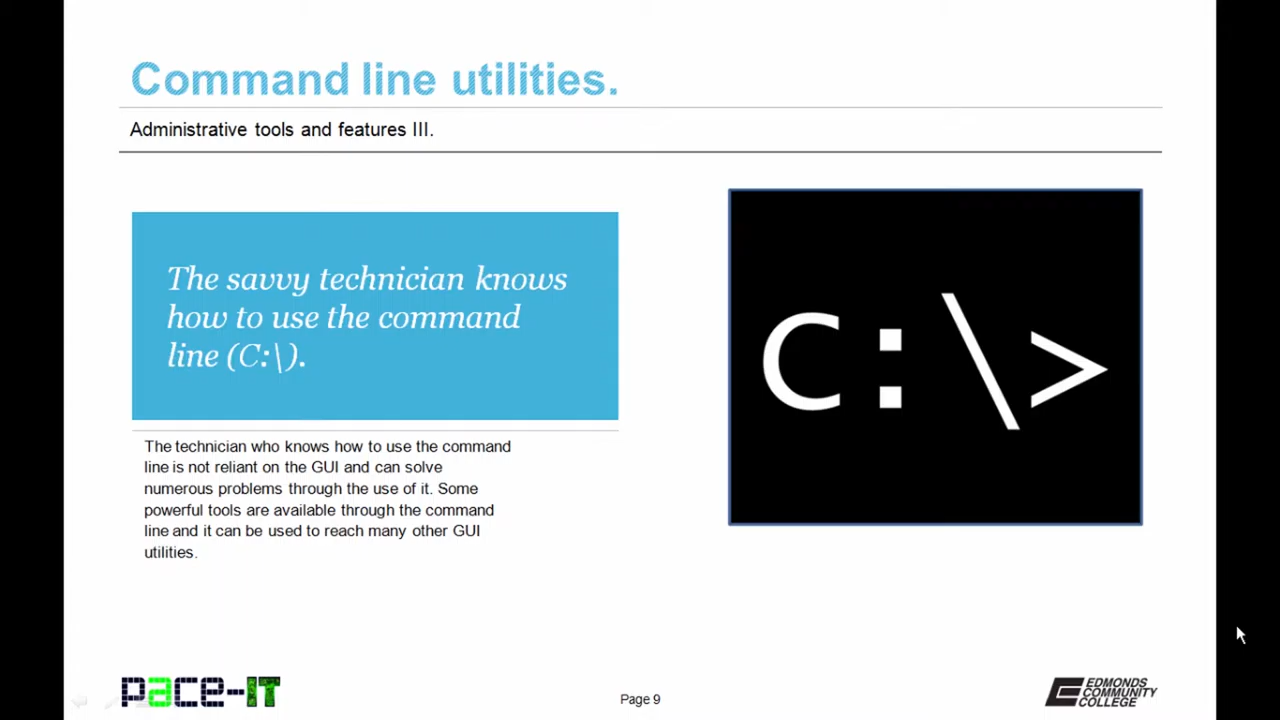 Command line utilities.
Administrative tools and features III.
The savvy technician knows
how to use the command
line (C:\).
C:\>
The technician who knows how to use the command
line is not reliant on the GUI and can solve
numerous problems through the use of it. Some
powerful tools are available through the command
line and it can be used to reach many other GUI
utilities.
pace-IT
Page 9
EDMONDS
COMMUNITY
COLLEGE